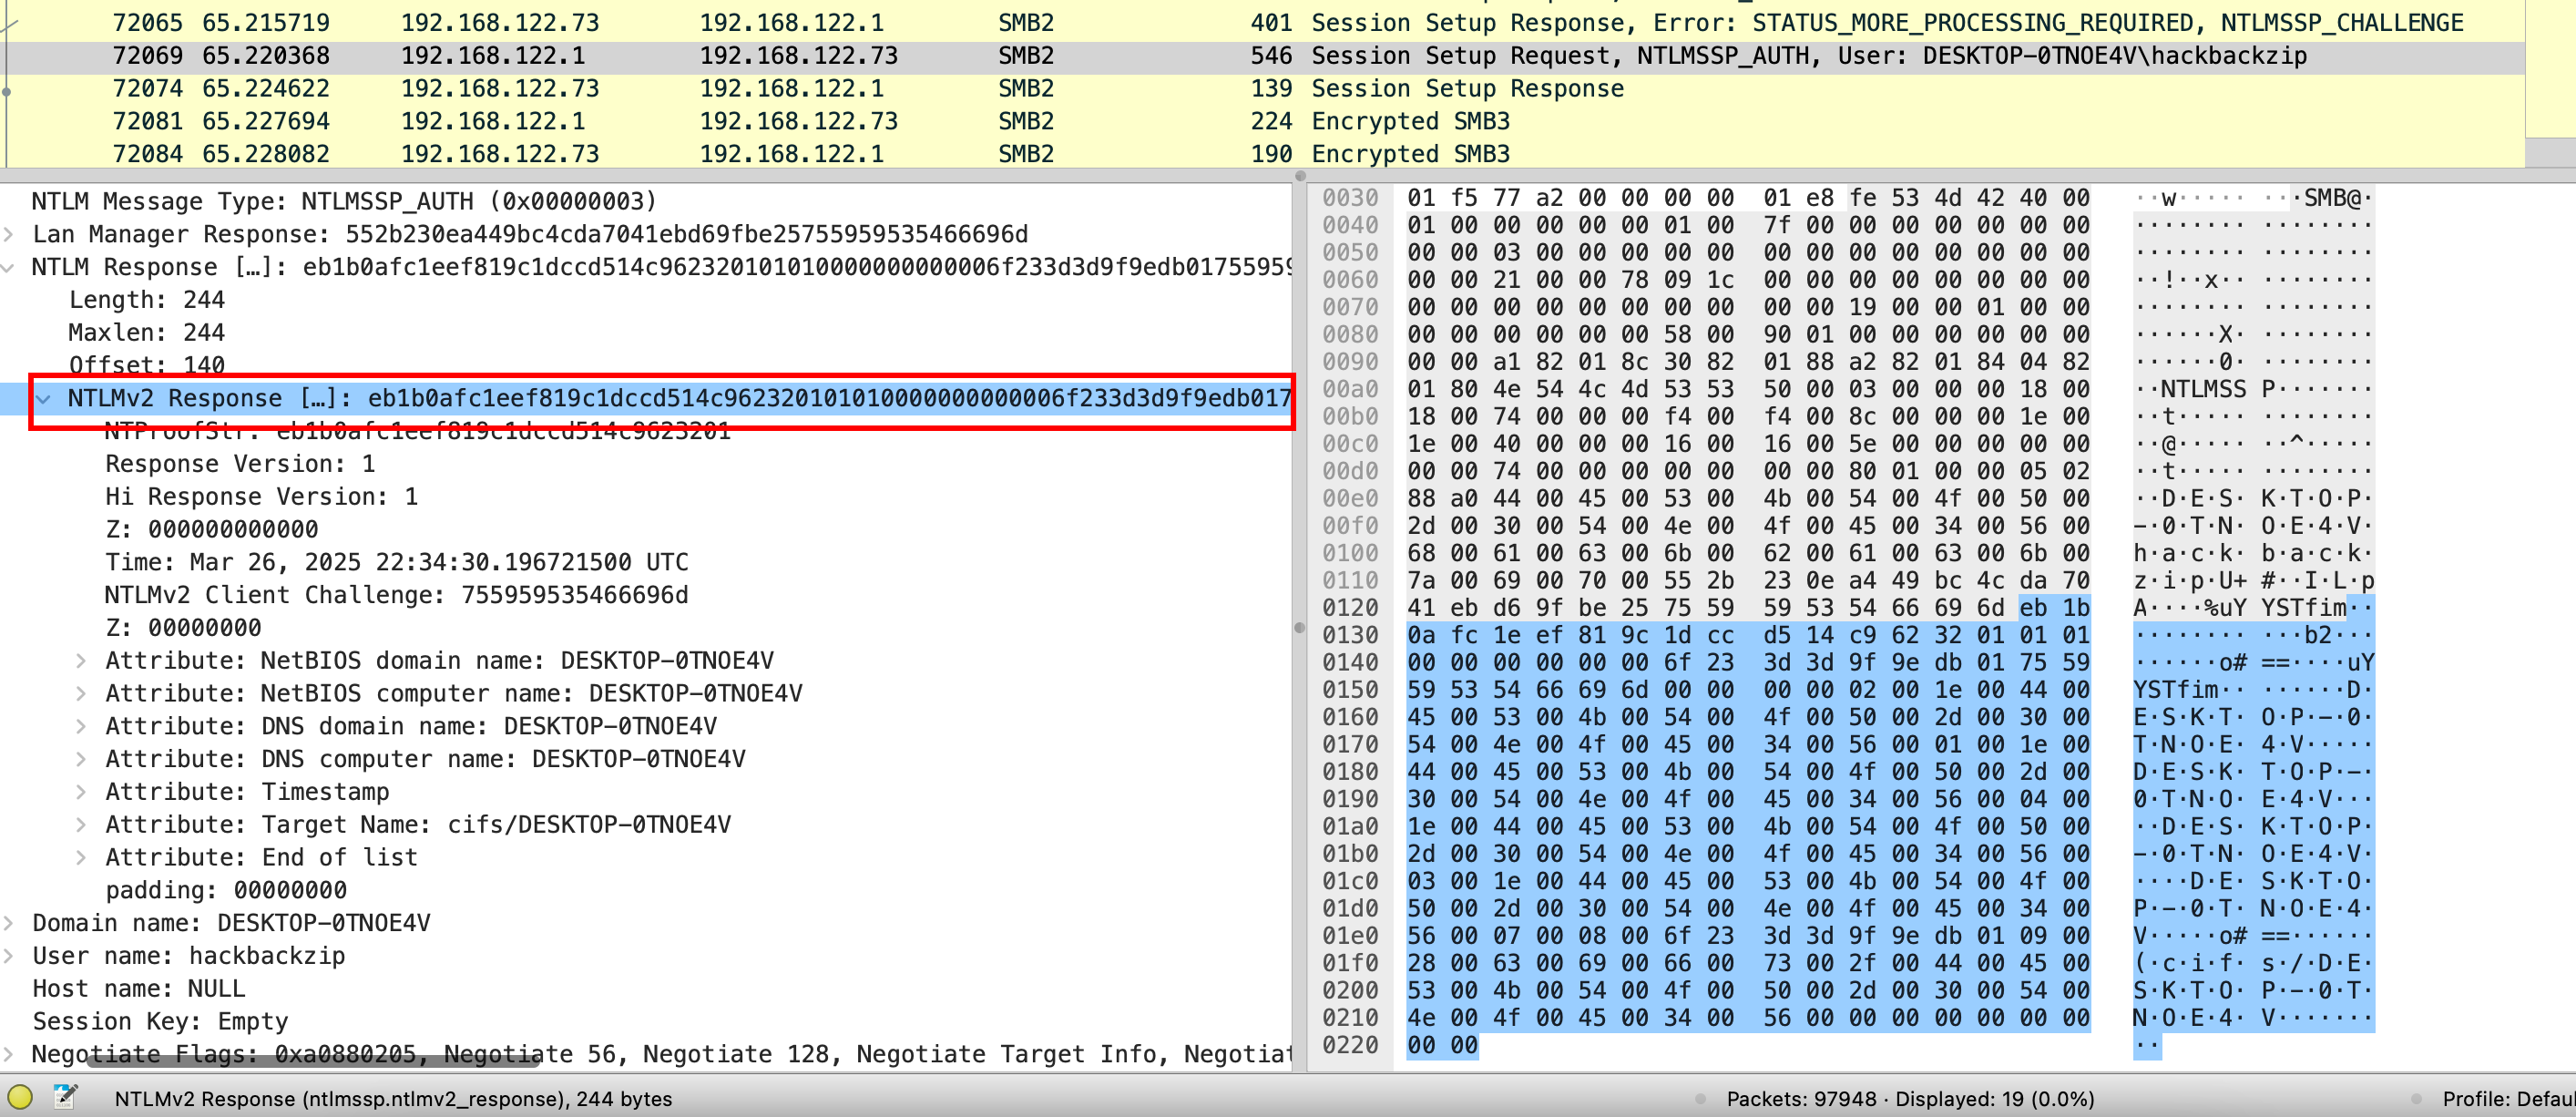 72065 65.215719 192.168.122.73 192.168.122.1 SMB2 401 Session Setup Response, Error: STATUS_MORE_PROCESSING_REQUIRED, NTLMSSP_CHALLENGE
72069 65.220368 192.168.122.1 192.168.122.73 SMB2 546 Session Setup Request, NTLMSSP_AUTH, User: DESKTOP-0TNOE4V\hackbackzip
72074 65.224622 192.168.122.73 192.168.122.1 SMB2 139 Session Setup Response
72081 65.227694 192.168.122.1 192.168.122.73 SMB2 224 Encrypted SMB3
72084 65.228082 192.168.122.73 192.168.122.1 SMB2 190 Encrypted SMB3
NTLM Message Type: NTLMSSP_AUTH (0x00000003)
Lan Manager Response: 552b230ea449bc4cda7041ebd69fbe25755959535466696d
NTLM Response […]: eb1b0afc1eef819c1dccd514c962320101010000000000006f233d3d9f9edb01755959
Length: 244
Maxlen: 244
Offset: 140
NTLMv2 Response […]: eb1b0afc1eef819c1dccd514c962320101010000000000006f233d3d9f9edb017
NTProofStr: eb1b0afc1eef819c1dccd514c9623201
Response Version: 1
Hi Response Version: 1
Z: 000000000000
Time: Mar 26, 2025 22:34:30.196721500 UTC
NTLMv2 Client Challenge: 755959535466696d
Z: 00000000
Attribute: NetBIOS domain name: DESKTOP-0TNOE4V
Attribute: NetBIOS computer name: DESKTOP-0TNOE4V
Attribute: DNS domain name: DESKTOP-0TNOE4V
Attribute: DNS computer name: DESKTOP-0TNOE4V
Attribute: Timestamp
Attribute: Target Name: cifs/DESKTOP-0TNOE4V
Attribute: End of list
padding: 00000000
Domain name: DESKTOP-0TNOE4V
User name: hackbackzip
Host name: NULL
Session Key: Empty
Negotiate Flags: 0xa0880205, Negotiate 56, Negotiate 128, Negotiate Target Info, Negotiat
0030 01 f5 77 a2 00 00 00 00 01 e8 fe 53 4d 42 40 00 ··w····· ···SMB@·
0040 01 00 00 00 00 00 01 00 7f 00 00 00 00 00 00 00 ········ ········
0050 00 00 03 00 00 00 00 00 00 00 00 00 00 00 00 00 ········ ········
0060 00 00 21 00 00 78 09 1c 00 00 00 00 00 00 00 00 ··!··x·· ········
0070 00 00 00 00 00 00 00 00 00 00 19 00 00 01 00 00 ········ ········
0080 00 00 00 00 00 00 58 00 90 01 00 00 00 00 00 00 ······X· ········
0090 00 00 a1 82 01 8c 30 82 01 88 a2 82 01 84 04 82 ······0· ········
00a0 01 80 4e 54 4c 4d 53 53 50 00 03 00 00 00 18 00 ··NTLMSS P·······
00b0 18 00 74 00 00 00 f4 00 f4 00 8c 00 00 00 1e 00 ··t····· ········
00c0 1e 00 40 00 00 00 16 00 16 00 5e 00 00 00 00 00 ··@····· ··^·····
00d0 00 00 74 00 00 00 00 00 00 00 80 01 00 00 05 02 ··t····· ········
00e0 88 a0 44 00 45 00 53 00 4b 00 54 00 4f 00 50 00 ··D·E·S· K·T·O·P·
00f0 2d 00 30 00 54 00 4e 00 4f 00 45 00 34 00 56 00 -·0·T·N· O·E·4·V·
0100 68 00 61 00 63 00 6b 00 62 00 61 00 63 00 6b 00 h·a·c·k· b·a·c·k·
0110 7a 00 69 00 70 00 55 2b 23 0e a4 49 bc 4c da 70 z·i·p·U+ #··I·L·p
0120 41 eb d6 9f be 25 75 59 59 53 54 66 69 6d eb 1b A····%uY YSTfim··
0130 0a fc 1e ef 81 9c 1d cc d5 14 c9 62 32 01 01 01 ········ ···b2···
0140 00 00 00 00 00 00 6f 23 3d 3d 9f 9e db 01 75 59 ······o# ==····uY
0150 59 53 54 66 69 6d 00 00 00 00 02 00 1e 00 44 00 YSTfim·· ······D·
0160 45 00 53 00 4b 00 54 00 4f 00 50 00 2d 00 30 00 E·S·K·T· O·P·-·0·
0170 54 00 4e 00 4f 00 45 00 34 00 56 00 01 00 1e 00 T·N·O·E· 4·V·····
0180 44 00 45 00 53 00 4b 00 54 00 4f 00 50 00 2d 00 D·E·S·K· T·O·P·-·
0190 30 00 54 00 4e 00 4f 00 45 00 34 00 56 00 04 00 0·T·N·O· E·4·V···
01a0 1e 00 44 00 45 00 53 00 4b 00 54 00 4f 00 50 00 ··D·E·S· K·T·O·P·
01b0 2d 00 30 00 54 00 4e 00 4f 00 45 00 34 00 56 00 -·0·T·N· O·E·4·V·
01c0 03 00 1e 00 44 00 45 00 53 00 4b 00 54 00 4f 00 ····D·E· S·K·T·O·
01d0 50 00 2d 00 30 00 54 00 4e 00 4f 00 45 00 34 00 P·-·0·T· N·O·E·4·
01e0 56 00 07 00 08 00 6f 23 3d 3d 9f 9e db 01 09 00 V·····o# ==······
01f0 28 00 63 00 69 00 66 00 73 00 2f 00 44 00 45 00 (·c·i·f· s·/·D·E·
0200 53 00 4b 00 54 00 4f 00 50 00 2d 00 30 00 54 00 S·K·T·O· P·-·0·T·
0210 4e 00 4f 00 45 00 34 00 56 00 00 00 00 00 00 00 N·O·E·4· V·······
0220 00 00 ··
NTLMv2 Response (ntlmssp.ntlmv2_response), 244 bytes
Packets: 97948 · Displayed: 19 (0.0%)
Profile: Defau